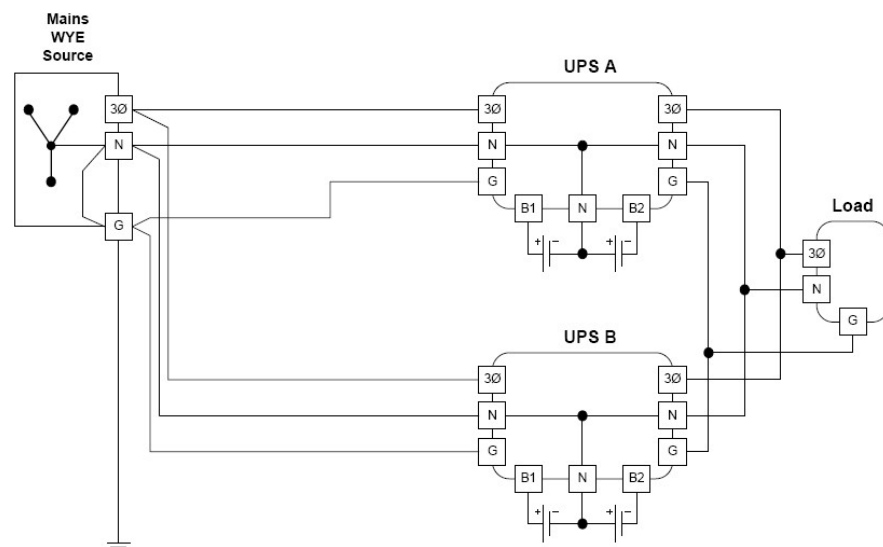 Mains
WYE
Source
3Ø
N
G
UPS A
3Ø
N
G
3Ø
N
G
B1
N
B2
+ − + −
Load
3Ø
N
G
UPS B
3Ø
N
G
3Ø
N
G
B1
N
B2
+ − + −